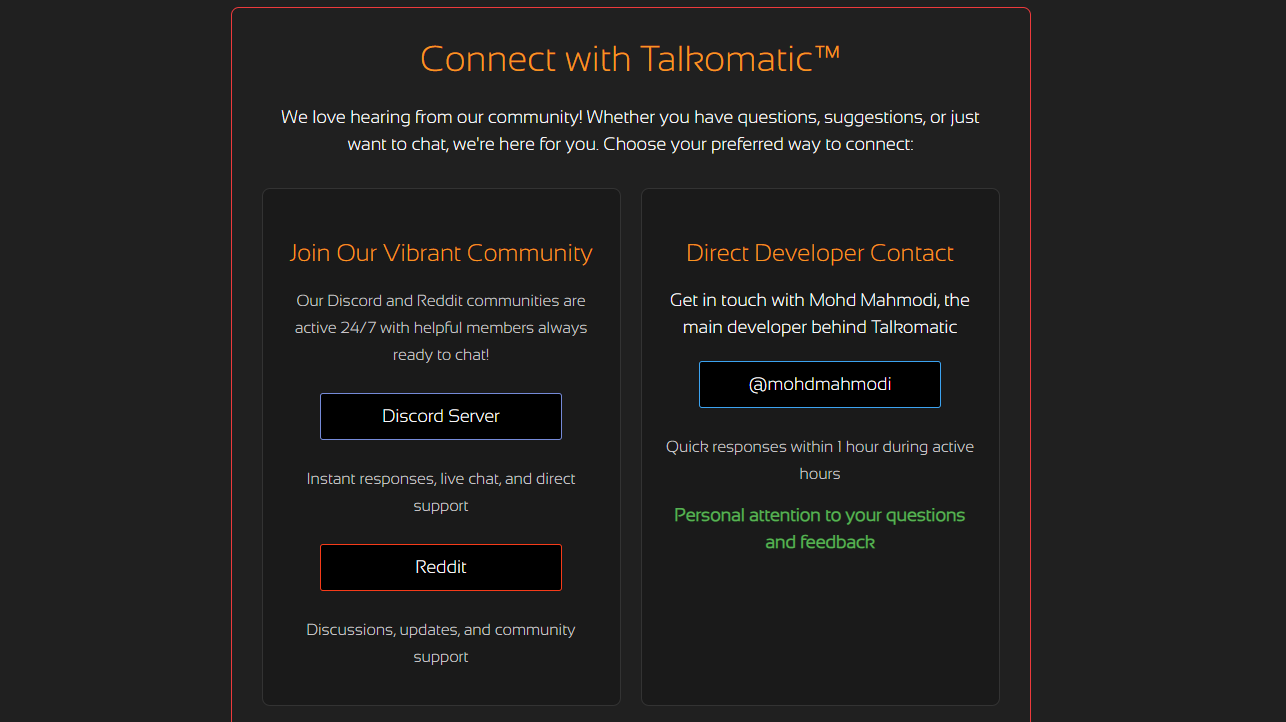 Connect with Talkomatic™
We love hearing from our community! Whether you have questions, suggestions, or just
want to chat, we're here for you. Choose your preferred way to connect:
Join Our Vibrant Community
Our Discord and Reddit communities are
active 24/7 with helpful members always
ready to chat!
Discord Server
Instant responses, live chat, and direct
support
Reddit
Discussions, updates, and community
support
Direct Developer Contact
Get in touch with Mohd Mahmodi, the
main developer behind Talkomatic
@mohdmahmodi
Quick responses within 1 hour during active
hours
Personal attention to your questions
and feedback